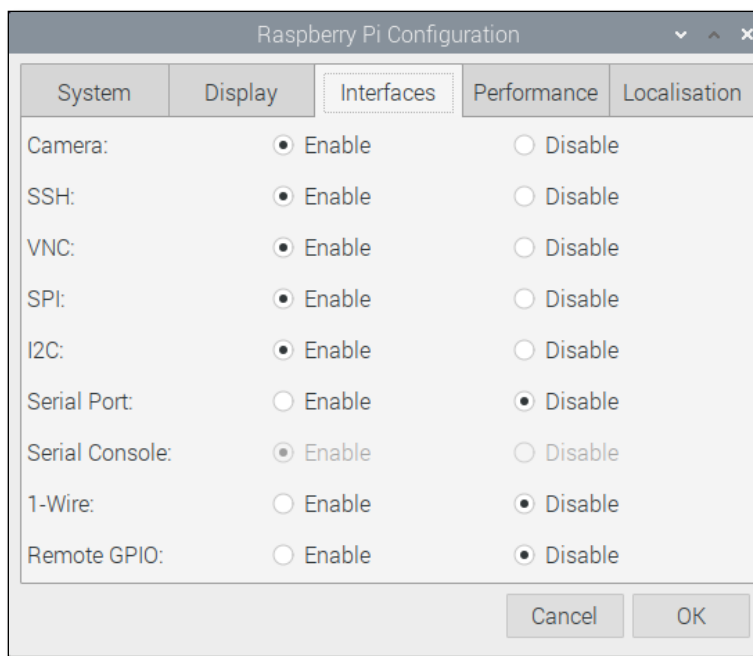 Raspberry Pi Configuration
System Display Interfaces Performance Localisation
Camera: Enable Disable
SSH: Enable Disable
VNC: Enable Disable
SPI: Enable Disable
I2C: Enable Disable
Serial Port: Enable Disable
Serial Console: Enable Disable
1-Wire: Enable Disable
Remote GPIO: Enable Disable
Cancel OK